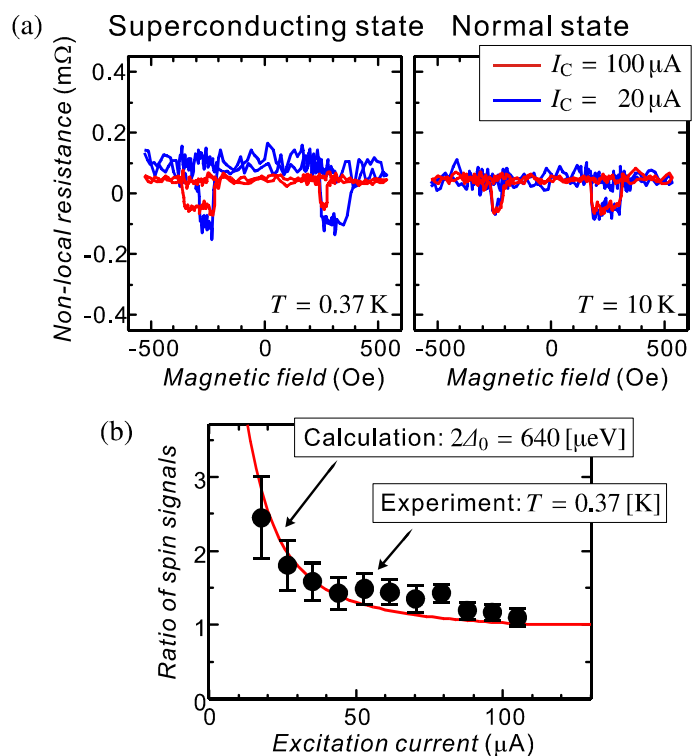 (a) Superconducting state Normal state
I_C = 100 μA
I_C = 20 μA
Non-local resistance (mΩ)
0.4
0.2
0
-0.2
-0.4
T = 0.37 K
T = 10 K
-500 0 500 -500 0 500
Magnetic field (Oe) Magnetic field (Oe)
(b)
Calculation: 2Δ₀ = 640 [μeV]
Experiment: T = 0.37 [K]
Ratio of spin signals
3
2
1
0
0 50 100
Excitation current (μA)